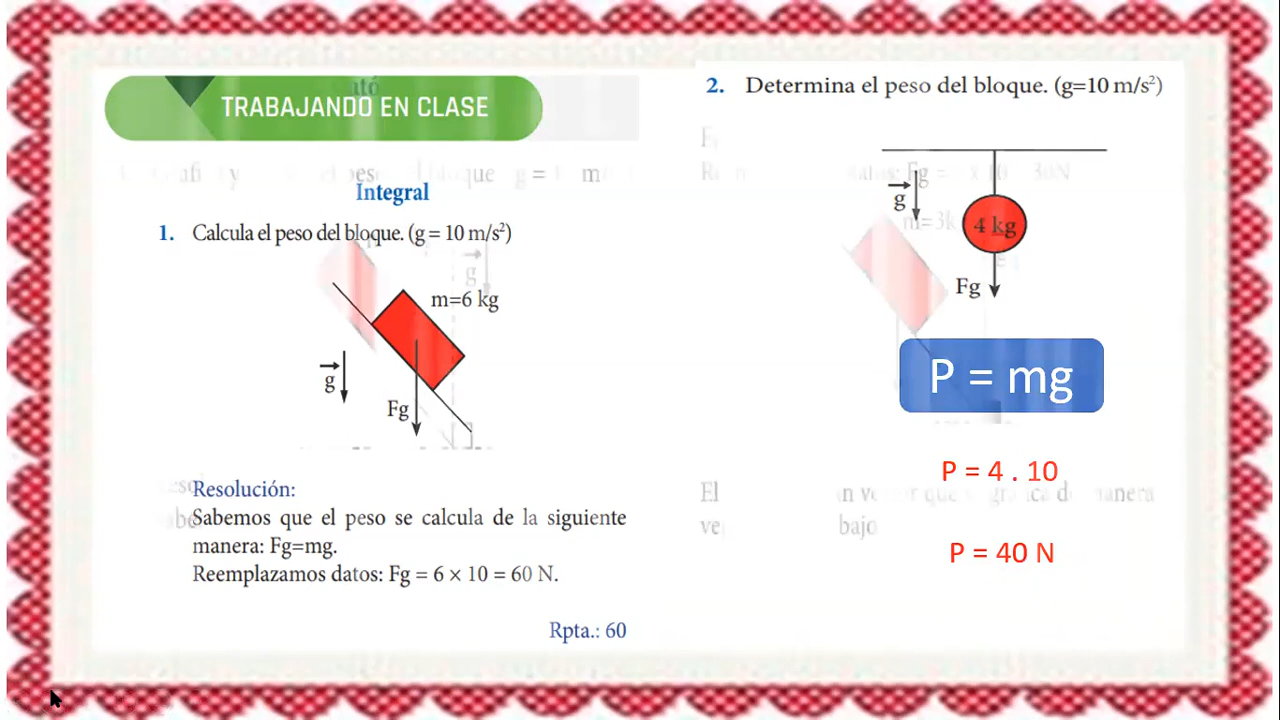 TRABAJANDO EN CLASE
Integral
1. Calcula el peso del bloque. (g = 10 m/s²)
m=6 kg
g
Fg
Resolución:
Sabemos que el peso se calcula de la siguiente
manera: Fg=mg.
Reemplazamos datos: Fg = 6 × 10 = 60 N.
Rpta.: 60
2. Determina el peso del bloque. (g=10 m/s²)
g
4 kg
Fg
P = mg
P = 4 . 10
P = 40 N